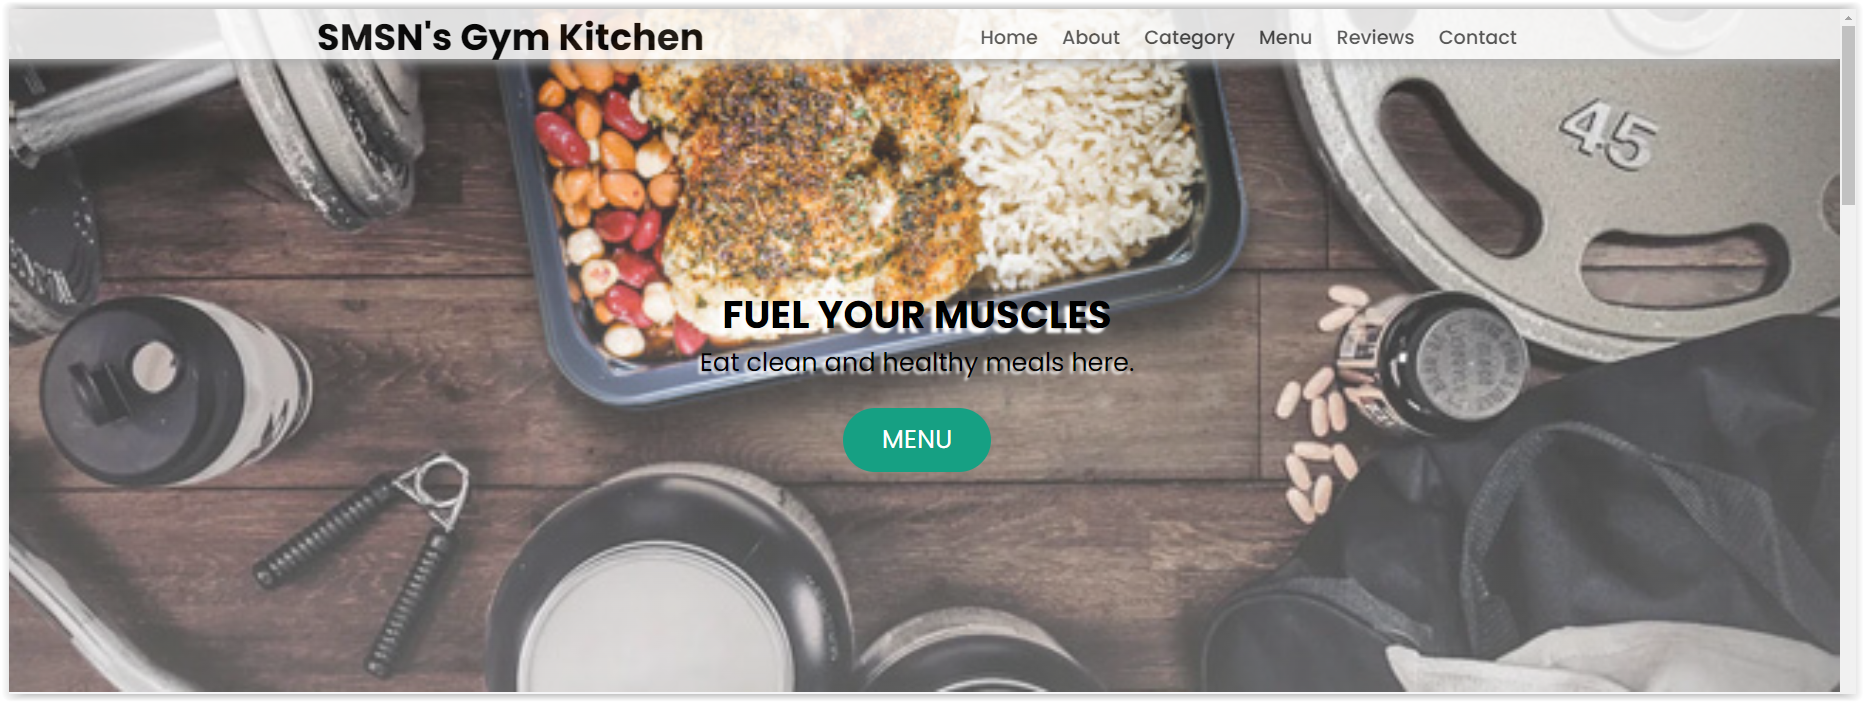 SMSN's Gym Kitchen
Home About Category Menu Reviews Contact
45
FUEL YOUR MUSCLES
Eat clean and healthy meals here.
MENU